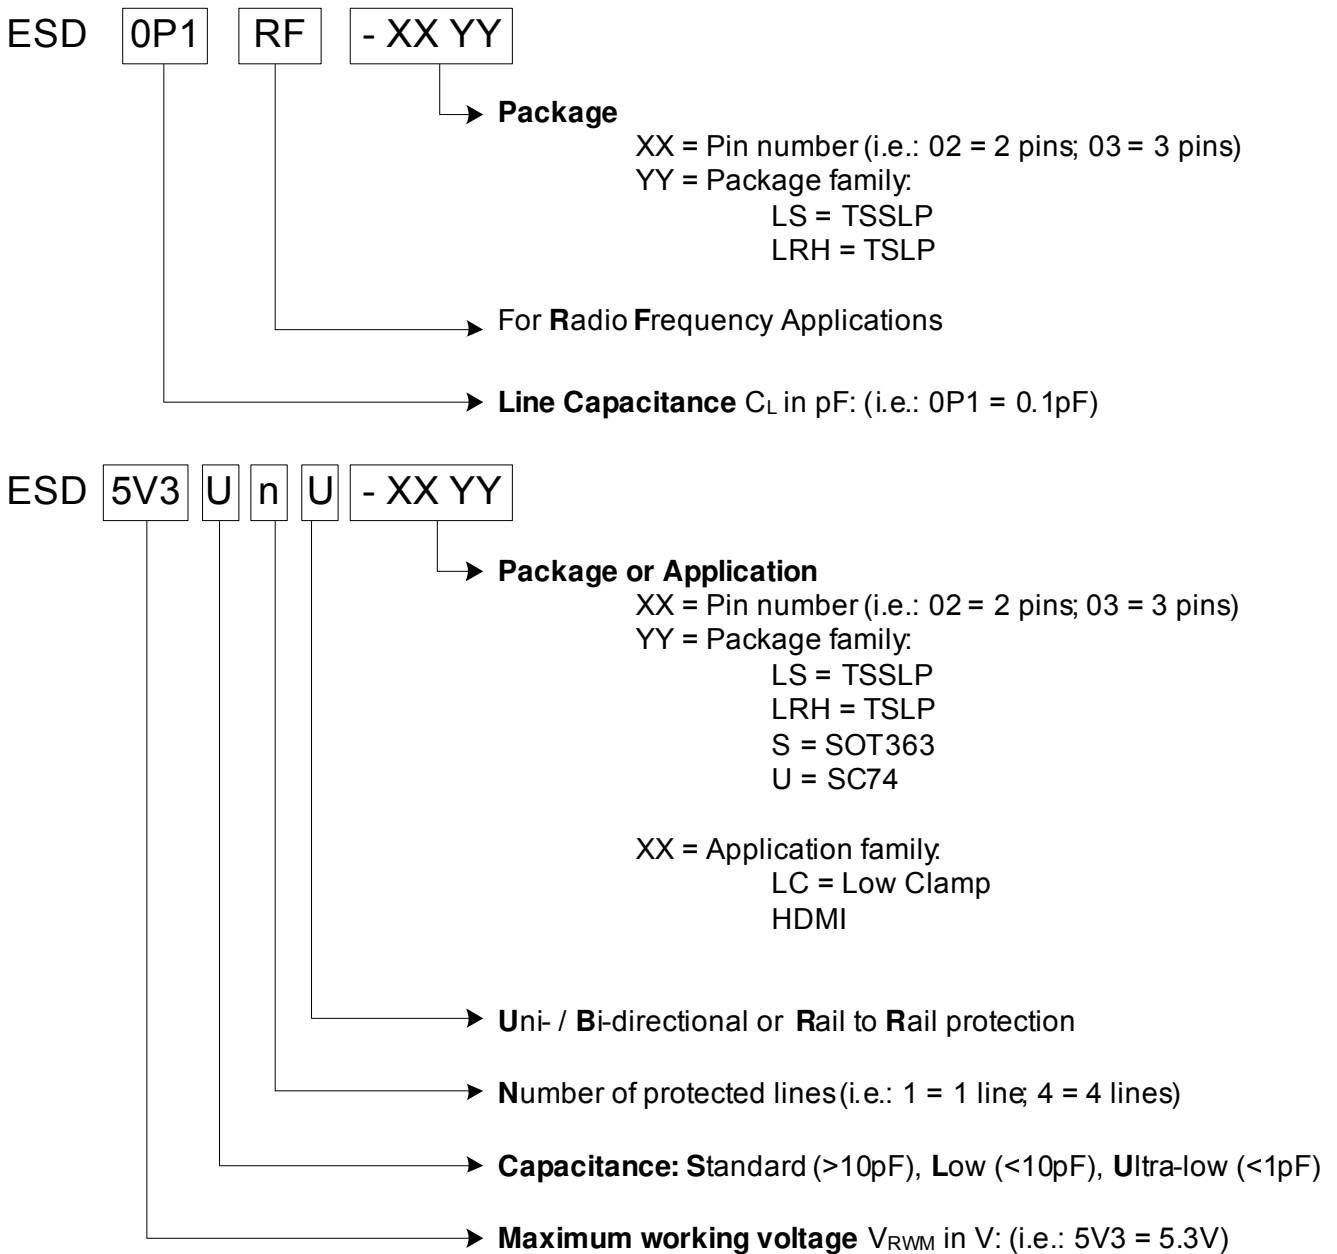 ESD 0P1 RF - XX YY
Package
XX = Pin number (i.e.: 02 = 2 pins; 03 = 3 pins)
YY = Package family:
LS = TSSLP
LRH = TSLP
For Radio Frequency Applications
Line Capacitance CL in pF: (i.e.: 0P1 = 0.1pF)
ESD 5V3 U n U - XX YY
Package or Application
XX = Pin number (i.e.: 02 = 2 pins; 03 = 3 pins)
YY = Package family:
LS = TSSLP
LRH = TSLP
S = SOT363
U = SC74
XX = Application family:
LC = Low Clamp
HDMI
Uni- / Bi-directional or Rail to Rail protection
Number of protected lines (i.e.: 1 = 1 line; 4 = 4 lines)
Capacitance: Standard (>10pF), Low (<10pF), Ultra-low (<1pF)
Maximum working voltage VRWM in V: (i.e.: 5V3 = 5.3V)